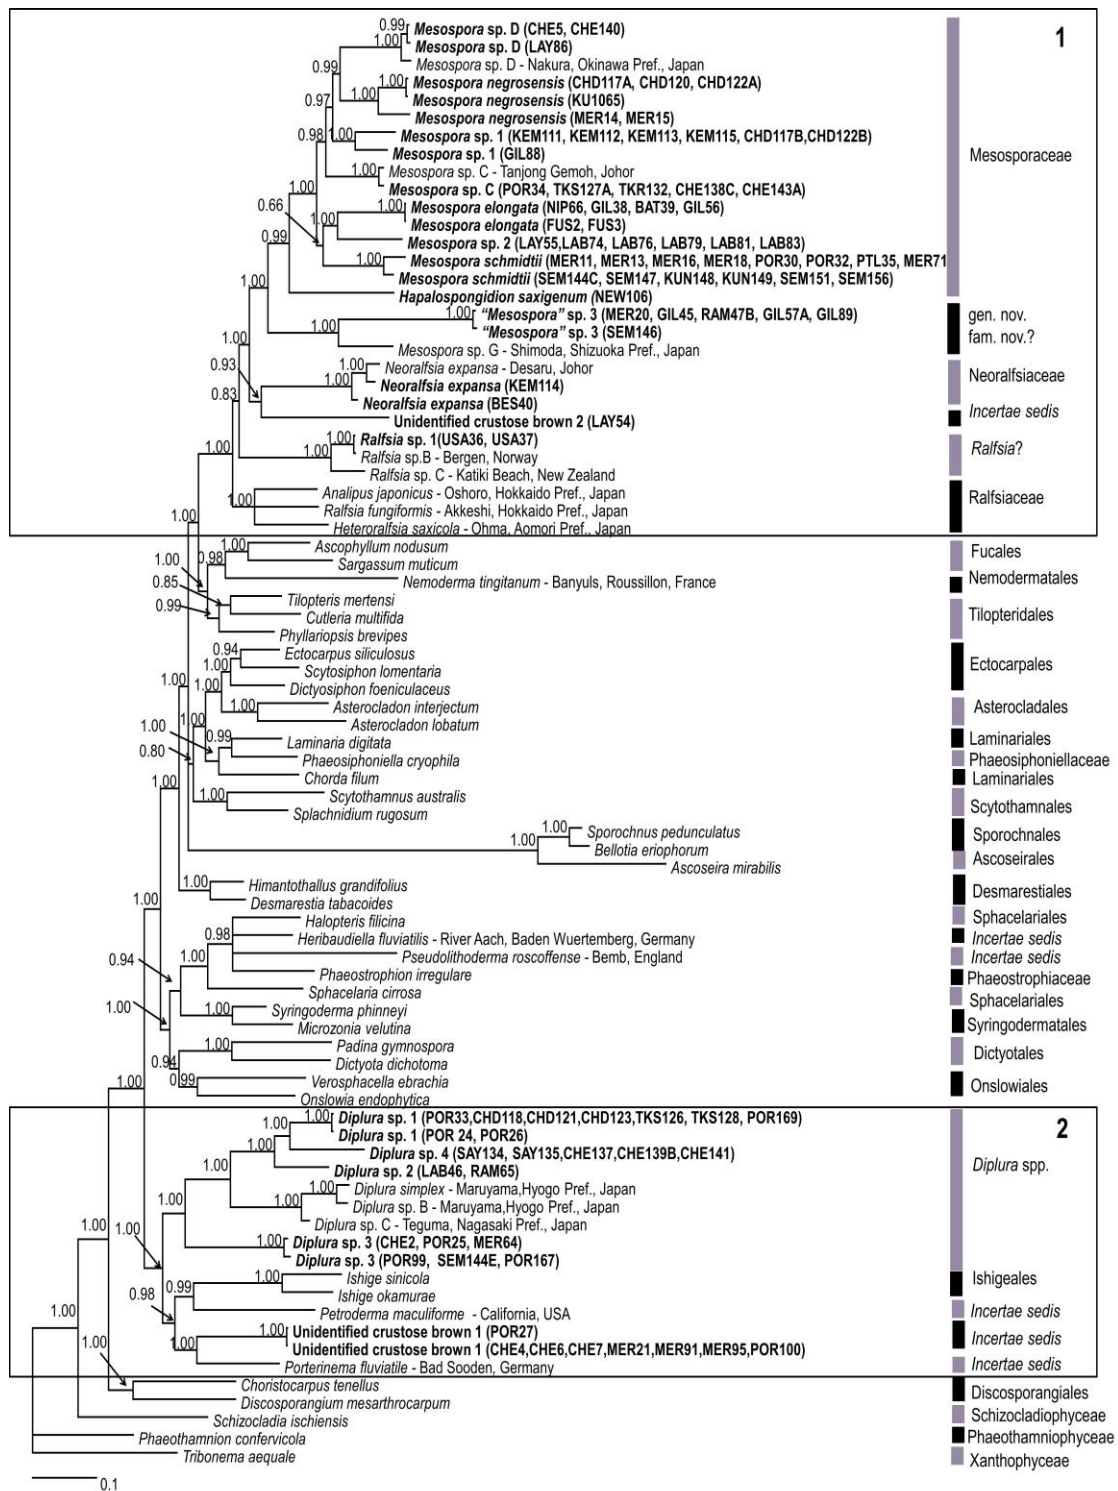 1
0.99
Mesospora sp. D (CHE5, CHE140)
1.00
Mesospora sp. D (LAY86)
Mesospora sp. D - Nakura, Okinawa Pref., Japan
0.99
1.00
Mesospora negrosensis (CHD117A, CHD120, CHD122A)
1.00
Mesospora negrosensis (KU1065)
0.97
Mesospora negrosensis (MER14, MER15)
0.98
1.00
Mesospora sp. 1 (KEM111, KEM112, KEM113, KEM115, CHD117B,CHD122B)
Mesospora sp. 1 (GIL88)
Mesosporaceae
1.00
Mesospora sp. C - Tanjong Gemoh, Johor
1.00
Mesospora sp. C (POR34, TKS127A, TKR132, CHE138C, CHE143A)
0.66
1.00
Mesospora elongata (NIP66, GIL38, BAT39, GIL56)
1.00
Mesospora elongata (FUS2, FUS3)
0.99
Mesospora sp. 2 (LAY55,LAB74, LAB76, LAB79, LAB81, LAB83)
1.00
Mesospora schmidtii (MER11, MER13, MER16, MER18, POR30, POR32, PTL35, MER71
Mesospora schmidtii (SEM144C, SEM147, KUN148, KUN149, SEM151, SEM156)
1.00
Hapalospongidion saxigenum (NEW106)
1.00
"Mesospora" sp. 3 (MER20, GIL45, RAM47B, GIL57A, GIL89)
gen. nov.
1.00
"Mesospora" sp. 3 (SEM146)
fam. nov.?
1.00
Mesospora sp. G - Shimoda, Shizuoka Pref., Japan
0.93
1.00
Neoralfsia expansa - Desaru, Johor
Neoralfsiaceae
1.00
Neoralfsia expansa (KEM114)
0.83
Neoralfsia expansa (BES40)
Unidentified crustose brown 2 (LAY54)
Incertae sedis
1.00
Ralfsia sp. 1(USA36, USA37)
1.00
1.00
Ralfsia sp.B - Bergen, Norway
Ralfsia?
Ralfsia sp. C - Katiki Beach, New Zealand
1.00
Analipus japonicus - Oshoro, Hokkaido Pref., Japan
Ralfsiaceae
Ralfsia fungiformis - Akkeshi, Hokkaido Pref., Japan
1.00
Heteroralfsia saxicola - Ohma, Aomori Pref., Japan
1.00
Ascophyllum nodusum
Fucales
1.00
0.98
Sargassum muticum
0.85
Nemoderma tingitanum - Banyuls, Roussillon, France
Nemodermatales
0.99
Tilopteris mertensi
Cutleria multifida
Tilopteridales
Phyllariopsis brevipes
0.94
Ectocarpus siliculosus
1.00
Scytosiphon lomentaria
Ectocarpales
1.00
1.00
Dictyosiphon foeniculaceus
1.00
Asterocladon interjectum
Asterocladales
1.00
1.00
Asterocladon lobatum
0.99
Laminaria digitata
Laminariales
0.80
Phaeosiphoniella cryophila
Phaeosiphoniellaceae
1.00
Chorda filum
Laminariales
1.00
Scytothamnus australis
Scytothamnales
Splachnidium rugosum
1.00
Sporochnus pedunculatus
Sporochnales
1.00
Bellotia eriophorum
Ascoseira mirabilis
Ascoseirales
1.00
Himantothallus grandifolius
Desmarestiales
1.00
Desmarestia tabacoides
Halopteris filicina
Sphacelariales
0.98
Heribaudiella fluviatilis - River Aach, Baden Wuertemberg, Germany
Incertae sedis
0.94
1.00
Pseudolithoderma roscoffense - Bemb, England
Incertae sedis
Phaeostrophion irregulare
Phaeostrophiaceae
Sphacelaria cirrosa
Sphacelariales
1.00
1.00
Syringoderma phinneyi
Microzonia velutina
Syringodermatales
1.00
Padina gymnospora
Dictyotales
0.94
Dictyota dichotoma
1.00
0.99
Verosphacella ebrachia
Onslowiales
Onslowia endophytica
2
1.00
Diplura sp. 1 (POR33,CHD118,CHD121,CHD123,TKS126, TKS128, POR169)
1.00
Diplura sp. 1 (POR 24, POR26)
1.00
Diplura sp. 4 (SAY134, SAY135,CHE137,CHE139B,CHE141)
1.00
Diplura sp. 2 (LAB46, RAM65)
Diplura spp.
1.00
Diplura simplex - Maruyama,Hyogo Pref., Japan
1.00
Diplura sp. B - Maruyama,Hyogo Pref., Japan
1.00
1.00
Diplura sp. C - Teguma, Nagasaki Pref., Japan
1.00
Diplura sp. 3 (CHE2, POR25, MER64)
Diplura sp. 3 (POR99, SEM144E, POR167)
1.00
Ishige sinicola
Ishigeales
0.98
0.99
Ishige okamurae
1.00
Petroderma maculiforme - California, USA
Incertae sedis
1.00
Unidentified crustose brown 1 (POR27)
Incertae sedis
1.00
1.00
Unidentified crustose brown 1 (CHE4,CHE6,CHE7,MER21,MER91,MER95,POR100)
Porterinema fluviatile - Bad Sooden, Germany
Incertae sedis
Choristocarpus tenellus
Discosporangiales
Discosporangium mesarthrocarpum
Schizocladia ischiensis
Schizocladiophyceae
Phaeothamnion confervicola
Phaeothamniophyceae
Tribonema aequale
Xanthophyceae
0.1